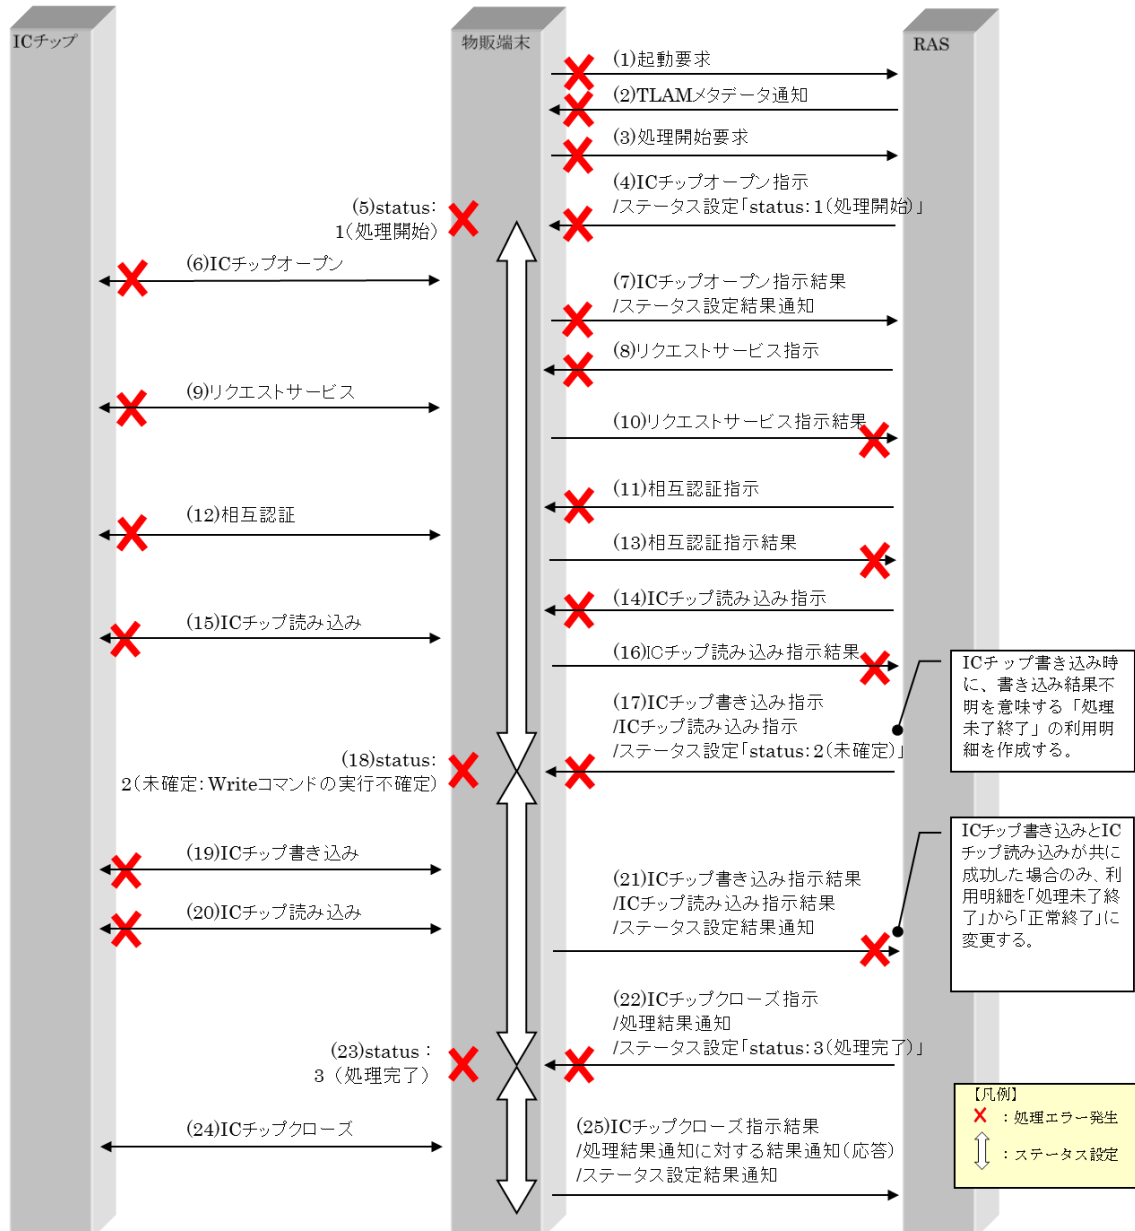 ICチップ
物販端末
RAS
(1)起動要求
(2)TLAMメタデータ通知
(3)処理開始要求
(4)ICチップオープン指示
/ステータス設定「status:1(処理開始)」
(5)status:
1(処理開始)
(6)ICチップオープン
(7)ICチップオープン指示結果
/ステータス設定結果通知
(8)リクエストサービス指示
(9)リクエストサービス
(10)リクエストサービス指示結果
(11)相互認証指示
(12)相互認証
(13)相互認証指示結果
(14)ICチップ読み込み指示
(15)ICチップ読み込み
(16)ICチップ読み込み指示結果
ICチップ書き込み時
に、書き込み結果不
明を意味する「処理
未了終了」の利用明
細を作成する。
(17)ICチップ書き込み指示
/ICチップ読み込み指示
/ステータス設定「status:2(未確定)」
(18)status:
2(未確定:Writeコマンドの実行不確定)
ICチップ書き込みとIC
チップ読み込みが共に
成功した場合のみ、利
用明細を「処理未了終
了」から「正常終了」に
変更する。
(19)ICチップ書き込み
(20)ICチップ読み込み
(21)ICチップ書き込み指示結果
/ICチップ読み込み指示結果
/ステータス設定結果通知
(22)ICチップクローズ指示
/処理結果通知
/ステータス設定「status:3(処理完了)」
(23)status:
3(処理完了)
(24)ICチップクローズ
(25)ICチップクローズ指示結果
/処理結果通知に対する結果通知(応答)
/ステータス設定結果通知
【凡例】
:処理エラー発生
:ステータス設定